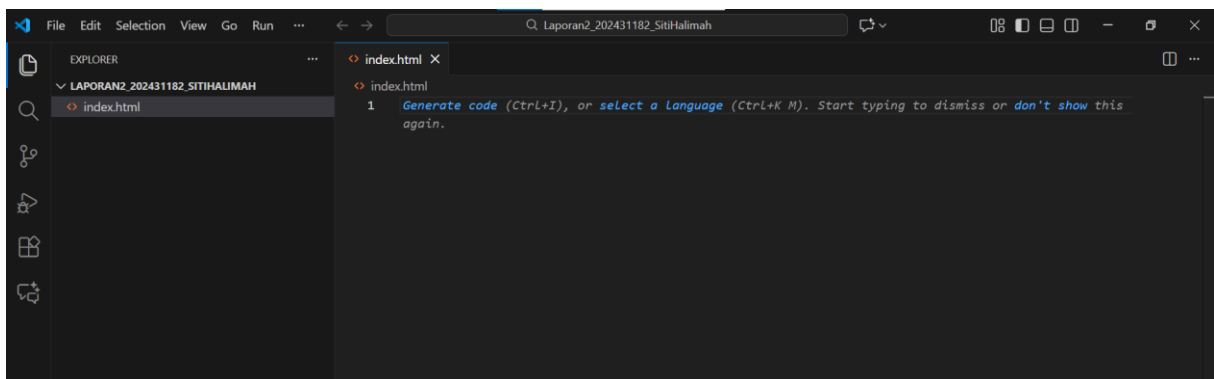 File Edit Selection View Go Run ... Laporan2_202431182_SitiHalimah
EXPLORER ...
LAPORAN2_202431182_SITIHALIMAH
index.html
index.html
index.html
1 Generate code (Ctrl+I), or select a language (Ctrl+K M). Start typing to dismiss or don't show this
again.